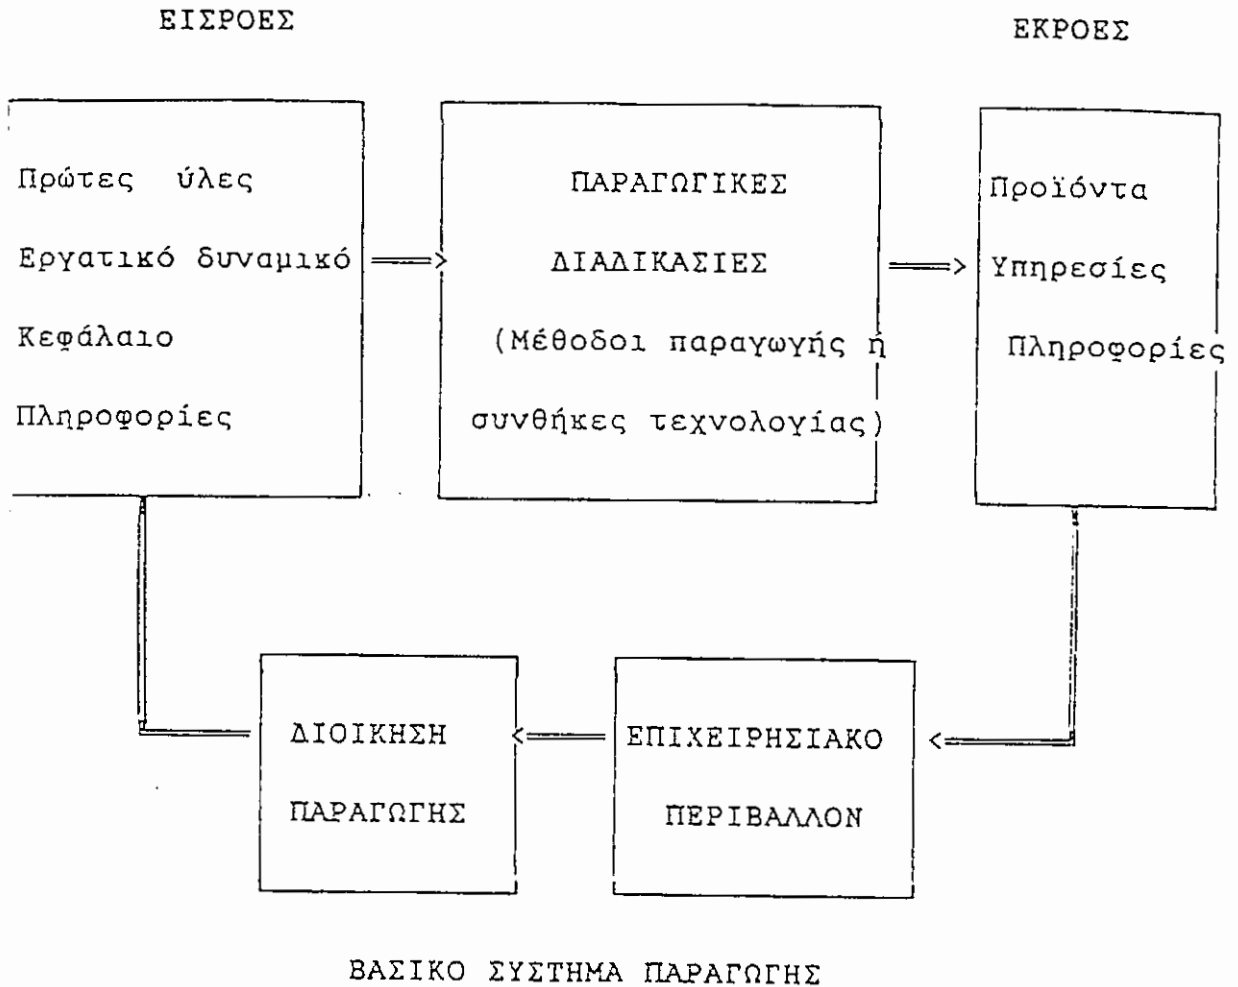 ΕΙΣΡΟΕΣ
ΕΚΡΟΕΣ
Πρώτες ύλες
Εργατικό δυναμικό
Κεφάλαιο
Πληροφορίες
ΠΑΡΑΓΩΓΙΚΕΣ
ΔΙΑΔΙΚΑΣΙΕΣ
(Μέθοδοι παραγωγής ή
συνθήκες τεχνολογίας)
Προϊόντα
Υπηρεσίες
Πληροφορίες
ΔΙΟΙΚΗΣΗ
ΠΑΡΑΓΩΓΗΣ
ΕΠΙΧΕΙΡΗΣΙΑΚΟ
ΠΕΡΙΒΑΛΛΟΝ
ΒΑΣΙΚΟ ΣΥΣΤΗΜΑ ΠΑΡΑΓΩΓΗΣ